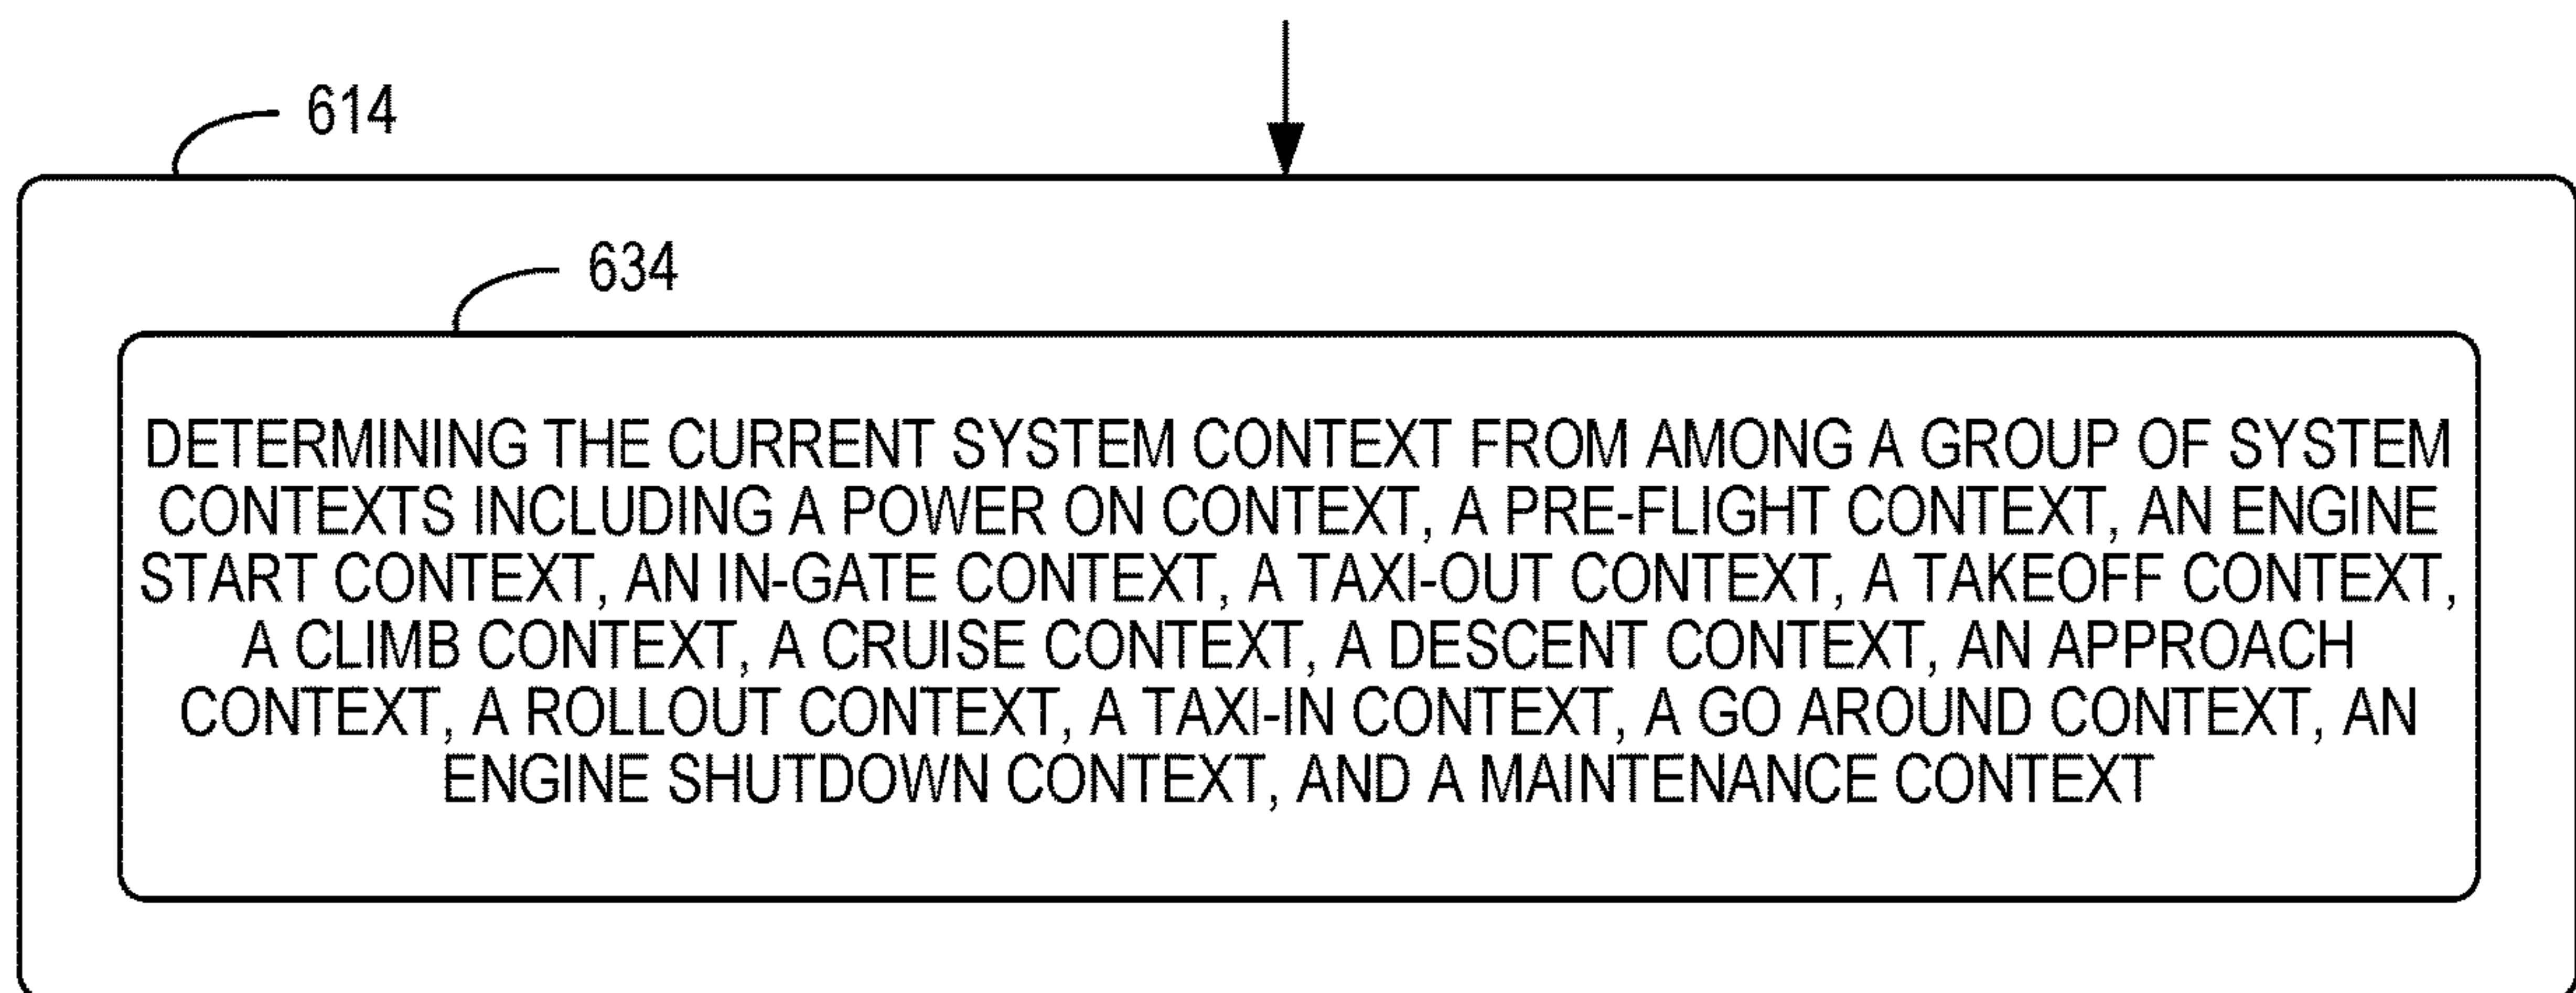 614
634
DETERMINING THE CURRENT SYSTEM CONTEXT FROM AMONG A GROUP OF SYSTEM
CONTEXTS INCLUDING A POWER ON CONTEXT, A PRE-FLIGHT CONTEXT, AN ENGINE
START CONTEXT, AN IN-GATE CONTEXT, A TAXI-OUT CONTEXT, A TAKEOFF CONTEXT,
A CLIMB CONTEXT, A CRUISE CONTEXT, A DESCENT CONTEXT, AN APPROACH
CONTEXT, A ROLLOUT CONTEXT, A TAXI-IN CONTEXT, A GO AROUND CONTEXT, AN
ENGINE SHUTDOWN CONTEXT, AND A MAINTENANCE CONTEXT